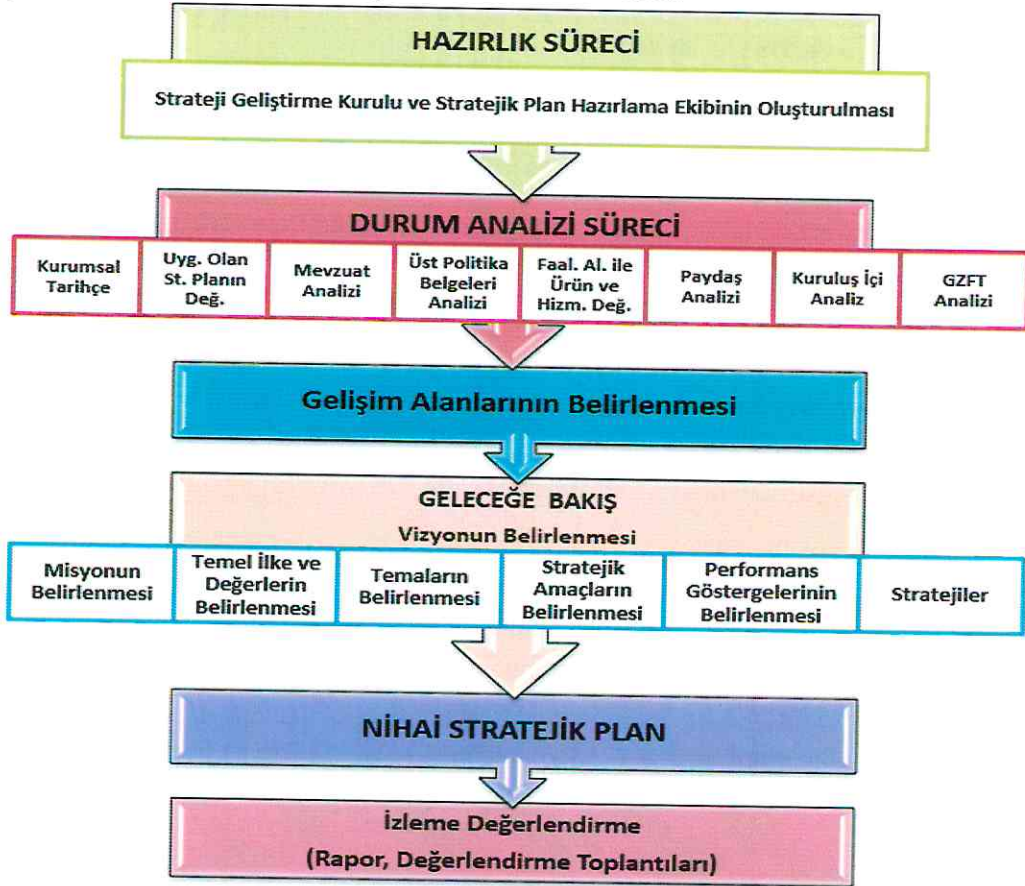 HAZIRLIK SÜRECİ
Strateji Geliştirme Kurulu ve Stratejik Plan Hazırlama Ekibinin Oluşturulması
DURUM ANALİZİ SÜRECİ
Kurumsal
Tarihçe
Uyg. Olan
St. Planın
Değ.
Mevzuat
Analizi
Üst Politika
Belgeleri
Analizi
Faal. Al. ile
Ürün ve
Hizm. Değ.
Paydaş
Analizi
Kuruluş İçi
Analiz
GZFT
Analizi
Gelişim Alanlarının Belirlenmesi
GELECEĞE BAKIŞ
Vizyonun Belirlenmesi
Misyonun
Belirlenmesi
Temel İlke ve
Değerlerin
Belirlenmesi
Temaların
Belirlenmesi
Stratejik
Amaçların
Belirlenmesi
Performans
Göstergelerinin
Belirlenmesi
Stratejiler
NİHAİ STRATEJİK PLAN
İzleme Değerlendirme
(Rapor, Değerlendirme Toplantıları)